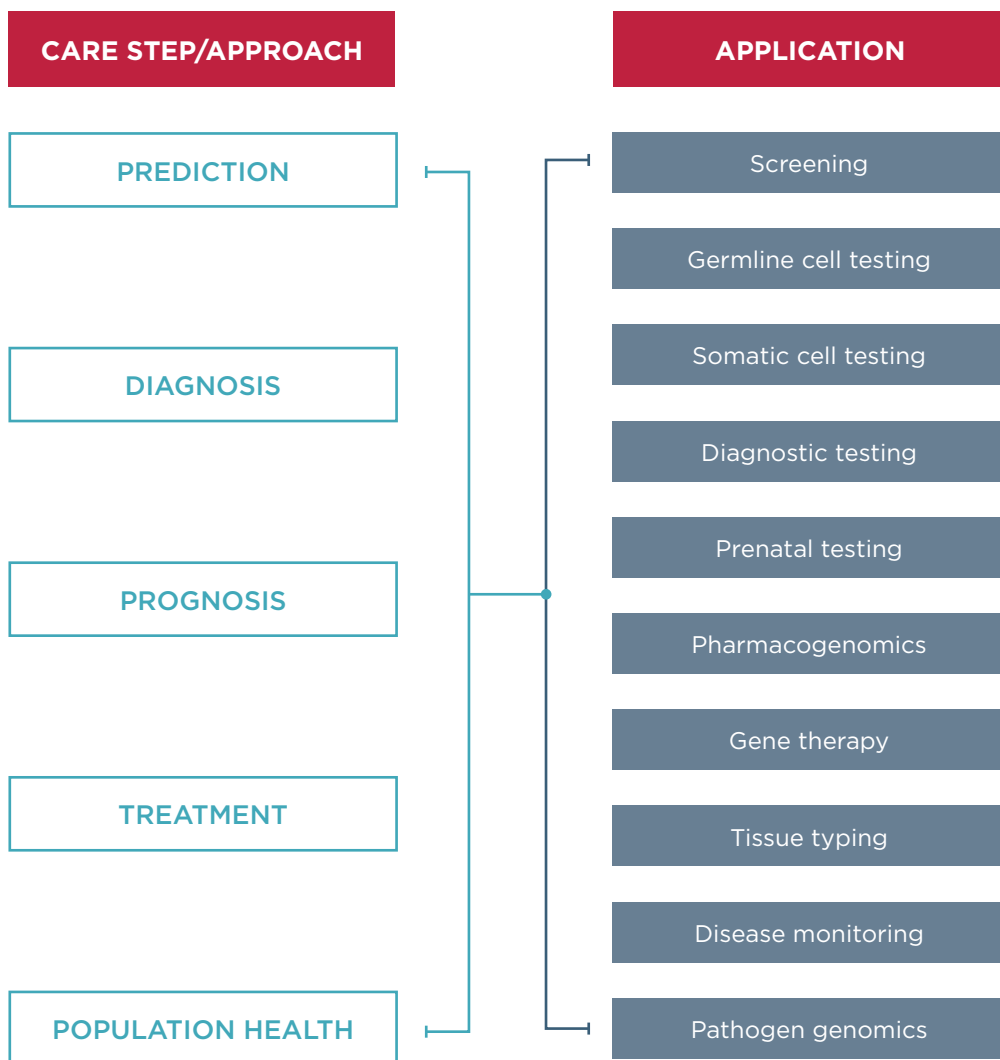 CARE STEP/APPROACH
PREDICTION
DIAGNOSIS
PROGNOSIS
TREATMENT
POPULATION HEALTH
APPLICATION
Screening
Germline cell testing
Somatic cell testing
Diagnostic testing
Prenatal testing
Pharmacogenomics
Gene therapy
Tissue typing
Disease monitoring
Pathogen genomics